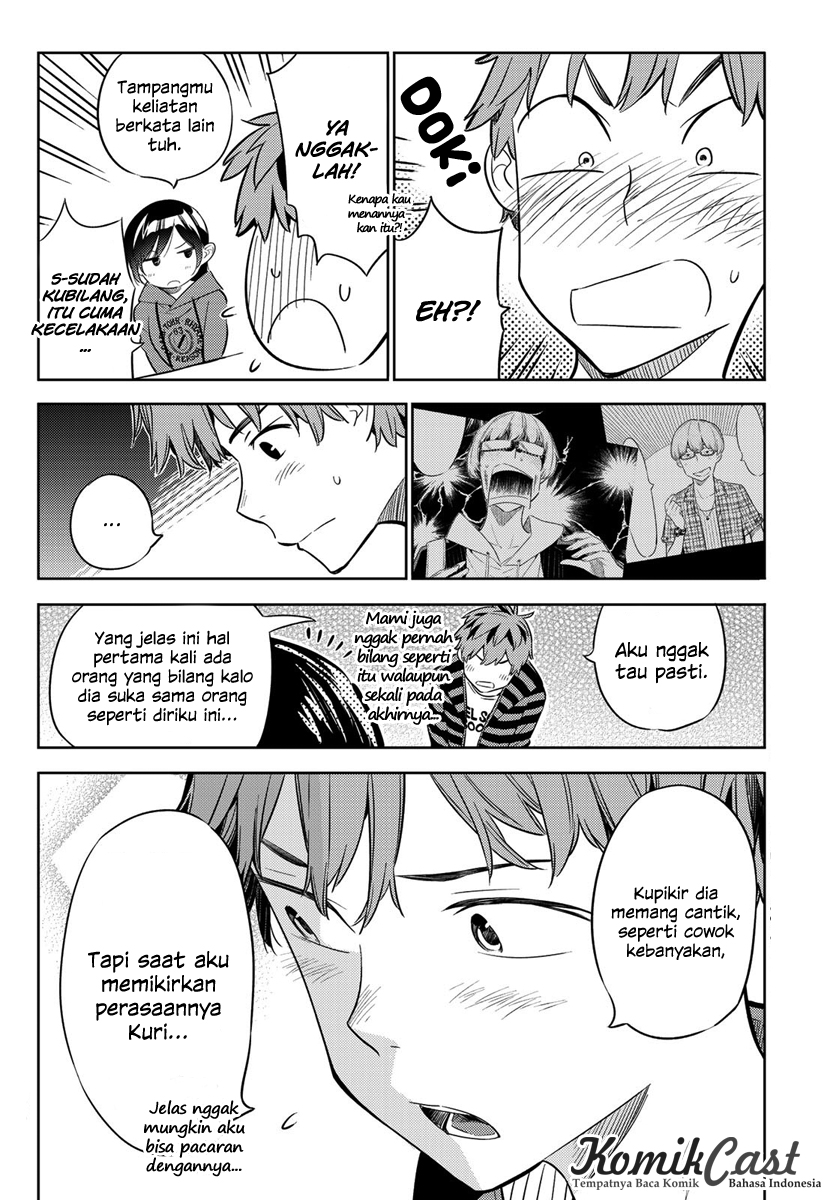 DOKI
EH?!
YA
NGGAK-
LAH!
Kenapa kau
menannya-
kan itu?!
Tampangmu
keliatan
berkata lain
tuh.
S-SUDAH
KUBILANG,
ITU CUMA
KECELAKAAN
...
...
Aku nggak
tau pasti.
Mami juga
nggak pernah
bilang seperti
itu walaupun
sekali pada
akhirnya...
Yang jelas ini hal
pertama kali ada
orang yang bilang kalo
dia suka sama orang
seperti diriku ini...
Kupikir dia
memang cantik,
seperti cowok
kebanyakan,
Tapi saat aku
memikirkan
perasaannya
Kuri...
Jelas nggak
mungkin aku
bisa pacaran
dengannya...
KomikCast
Tempatnya Baca Komik Bahasa Indonesia